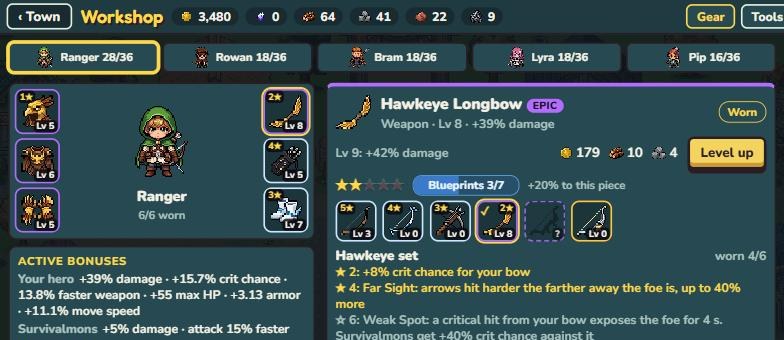 ‹ Town Workshop 3,480 0 64 41 22 9 Gear Tools
Ranger 28/36 Rowan 18/36 Bram 18/36 Lyra 18/36 Pip 16/36
1★ Lv 5
Lv 6
Lv 5
2★ Lv 8
4★ Lv 5
3★ Lv 7
Ranger
6/6 worn
ACTIVE BONUSES
Your hero +39% damage · +15.7% crit chance ·
13.8% faster weapon · +55 max HP · +3.13 armor
· +11.1% move speed
Survivalmons +5% damage · attack 15% faster
Hawkeye Longbow EPIC
Weapon · Lv 8 · +39% damage
Worn
Lv 9: +42% damage 179 10 4 Level up
★★★★★ Blueprints 3/7 +20% to this piece
5★ Lv 3 4★ Lv 0 3★ Lv 0 ✓ 2★ Lv 8 ? Lv 0
Hawkeye set worn 4/6
★ 2: +8% crit chance for your bow
★ 4: Far Sight: arrows hit harder the farther away the foe is, up to 40%
more
☆ 6: Weak Spot: a critical hit from your bow exposes the foe for 4 s.
Survivalmons get +40% crit chance against it